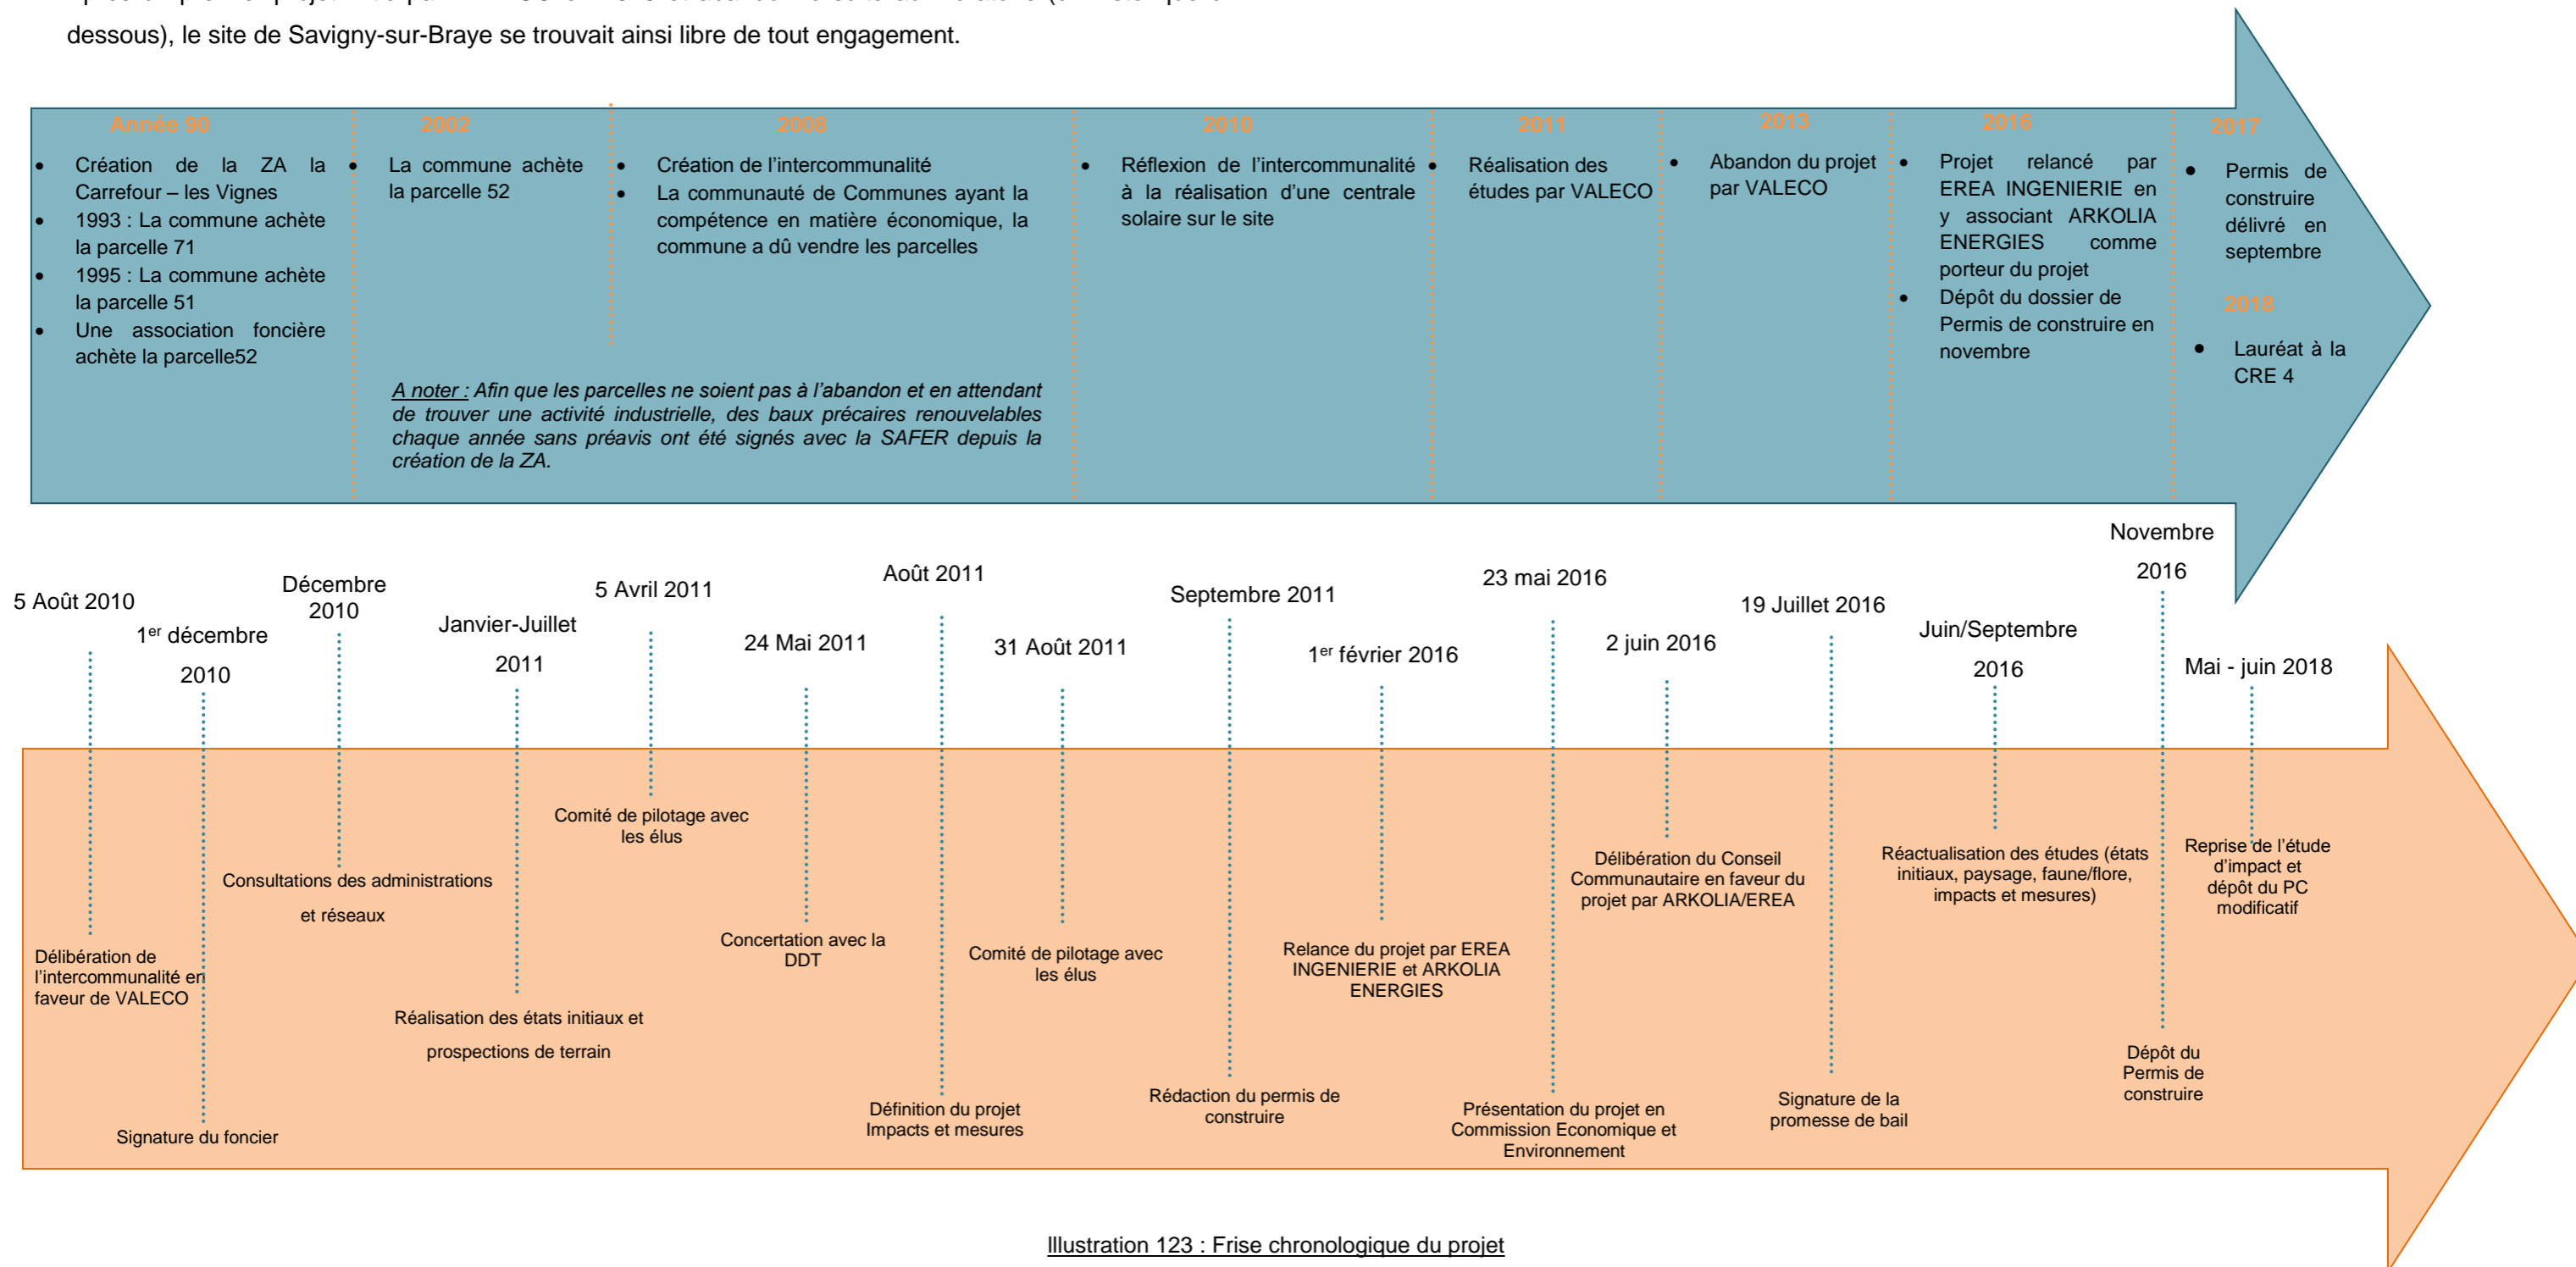 dessous), le site de Savigny-sur-Braye se trouvait ainsi libre de tout engagement.
Année 90
• Création de la ZA la
Carrefour – les Vignes
• 1993 : La commune achète
la parcelle 71
• 1995 : La commune achète
la parcelle 51
• Une association foncière
achète la parcelle52
2002
• La commune achète
la parcelle 52
2008
• Création de l’intercommunalité
• La communauté de Communes ayant la
compétence en matière économique, la
commune a dû vendre les parcelles
A noter : Afin que les parcelles ne soient pas à l’abandon et en attendant
de trouver une activité industrielle, des baux précaires renouvelables
chaque année sans préavis ont été signés avec la SAFER depuis la
création de la ZA.
2010
• Réflexion de l’intercommunalité
à la réalisation d’une centrale
solaire sur le site
2011
• Réalisation des
études par VALECO
2013
• Abandon du projet
par VALECO
2016
• Projet relancé par
EREA INGENIERIE en
y associant ARKOLIA
ENERGIES comme
porteur du projet
• Dépôt du dossier de
Permis de construire en
novembre
2017
• Permis de
construire
délivré en
septembre
2018
• Lauréat à la
CRE 4
5 Août 2010
Délibération de
l’intercommunalité en
faveur de VALECO
1er décembre
2010
Signature du foncier
Décembre
2010
Consultations des administrations
et réseaux
Janvier-Juillet
2011
Réalisation des états initiaux et
prospections de terrain
5 Avril 2011
Comité de pilotage avec
les élus
24 Mai 2011
Concertation avec la
DDT
Août 2011
Définition du projet
Impacts et mesures
31 Août 2011
Comité de pilotage avec
les élus
Septembre 2011
Rédaction du permis de
construire
1er février 2016
Relance du projet par EREA
INGENIERIE et ARKOLIA
ENERGIES
23 mai 2016
Présentation du projet en
Commission Economique et
Environnement
2 juin 2016
Délibération du Conseil
Communautaire en faveur du
projet par ARKOLIA/EREA
19 Juillet 2016
Signature de la
promesse de bail
Juin/Septembre
2016
Réactualisation des études (états
initiaux, paysage, faune/flore,
impacts et mesures)
Novembre
2016
Dépôt du
Permis de
construire
Mai - juin 2018
Reprise de l’étude
d’impact et
dépôt du PC
modificatif
Illustration 123 : Frise chronologique du projet